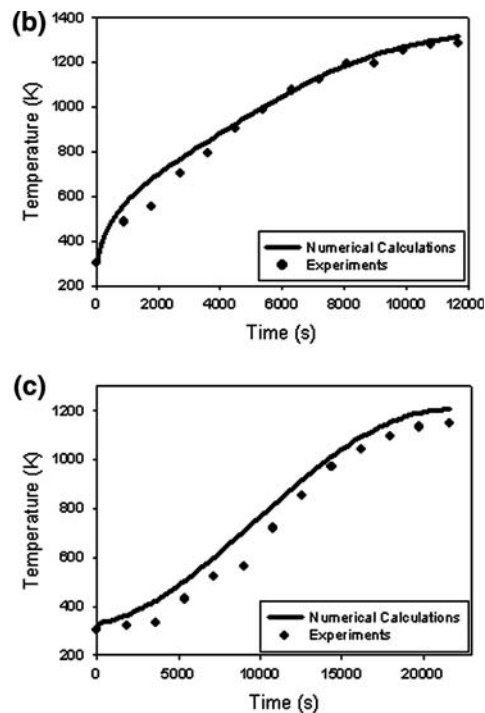 (b)
1400
1200
1000
800
600
400
200
Temperature (K)
Numerical Calculations
Experiments
0 2000 4000 6000 8000 10000 12000
Time (s)
(c)
1200
1000
800
600
400
200
Temperature (K)
Numerical Calculations
Experiments
0 5000 10000 15000 20000
Time (s)